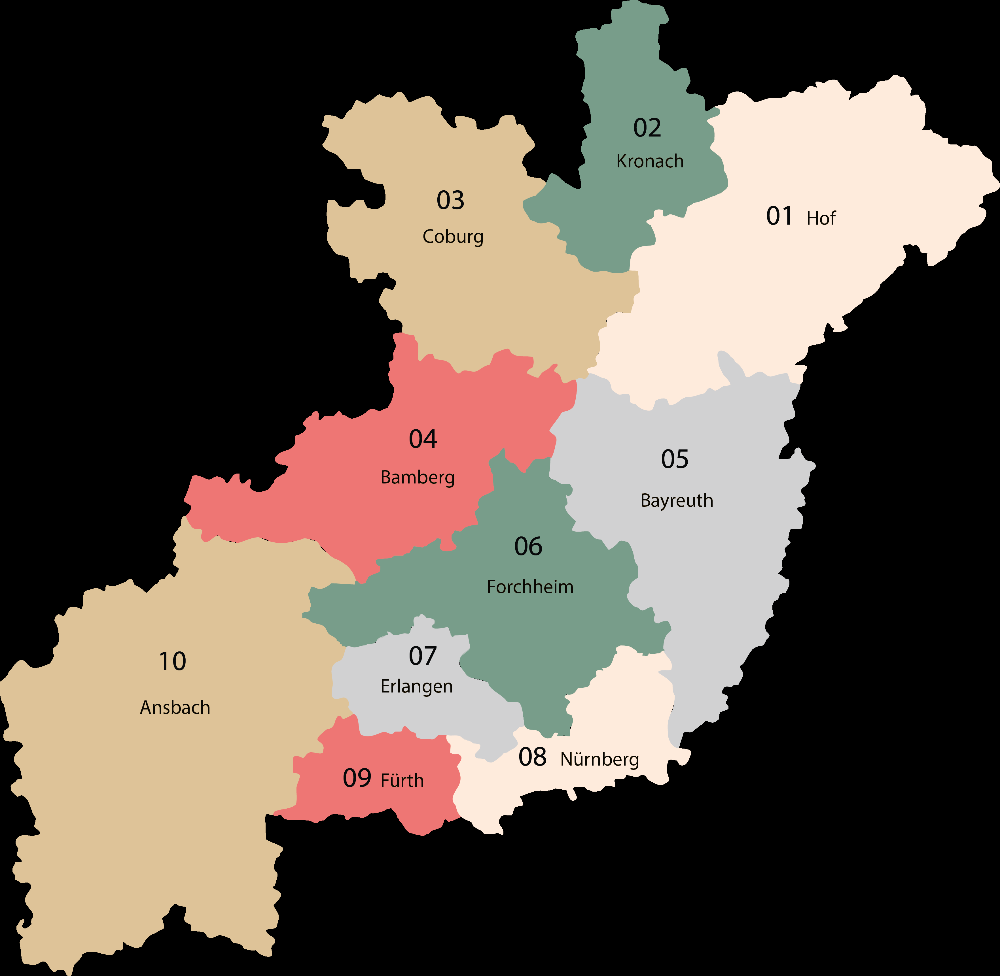 02
Kronach
03
Coburg
01 Hof
04
Bamberg
05
Bayreuth
06
Forchheim
07
Erlangen
10
Ansbach
08 Nürnberg
09 Fürth